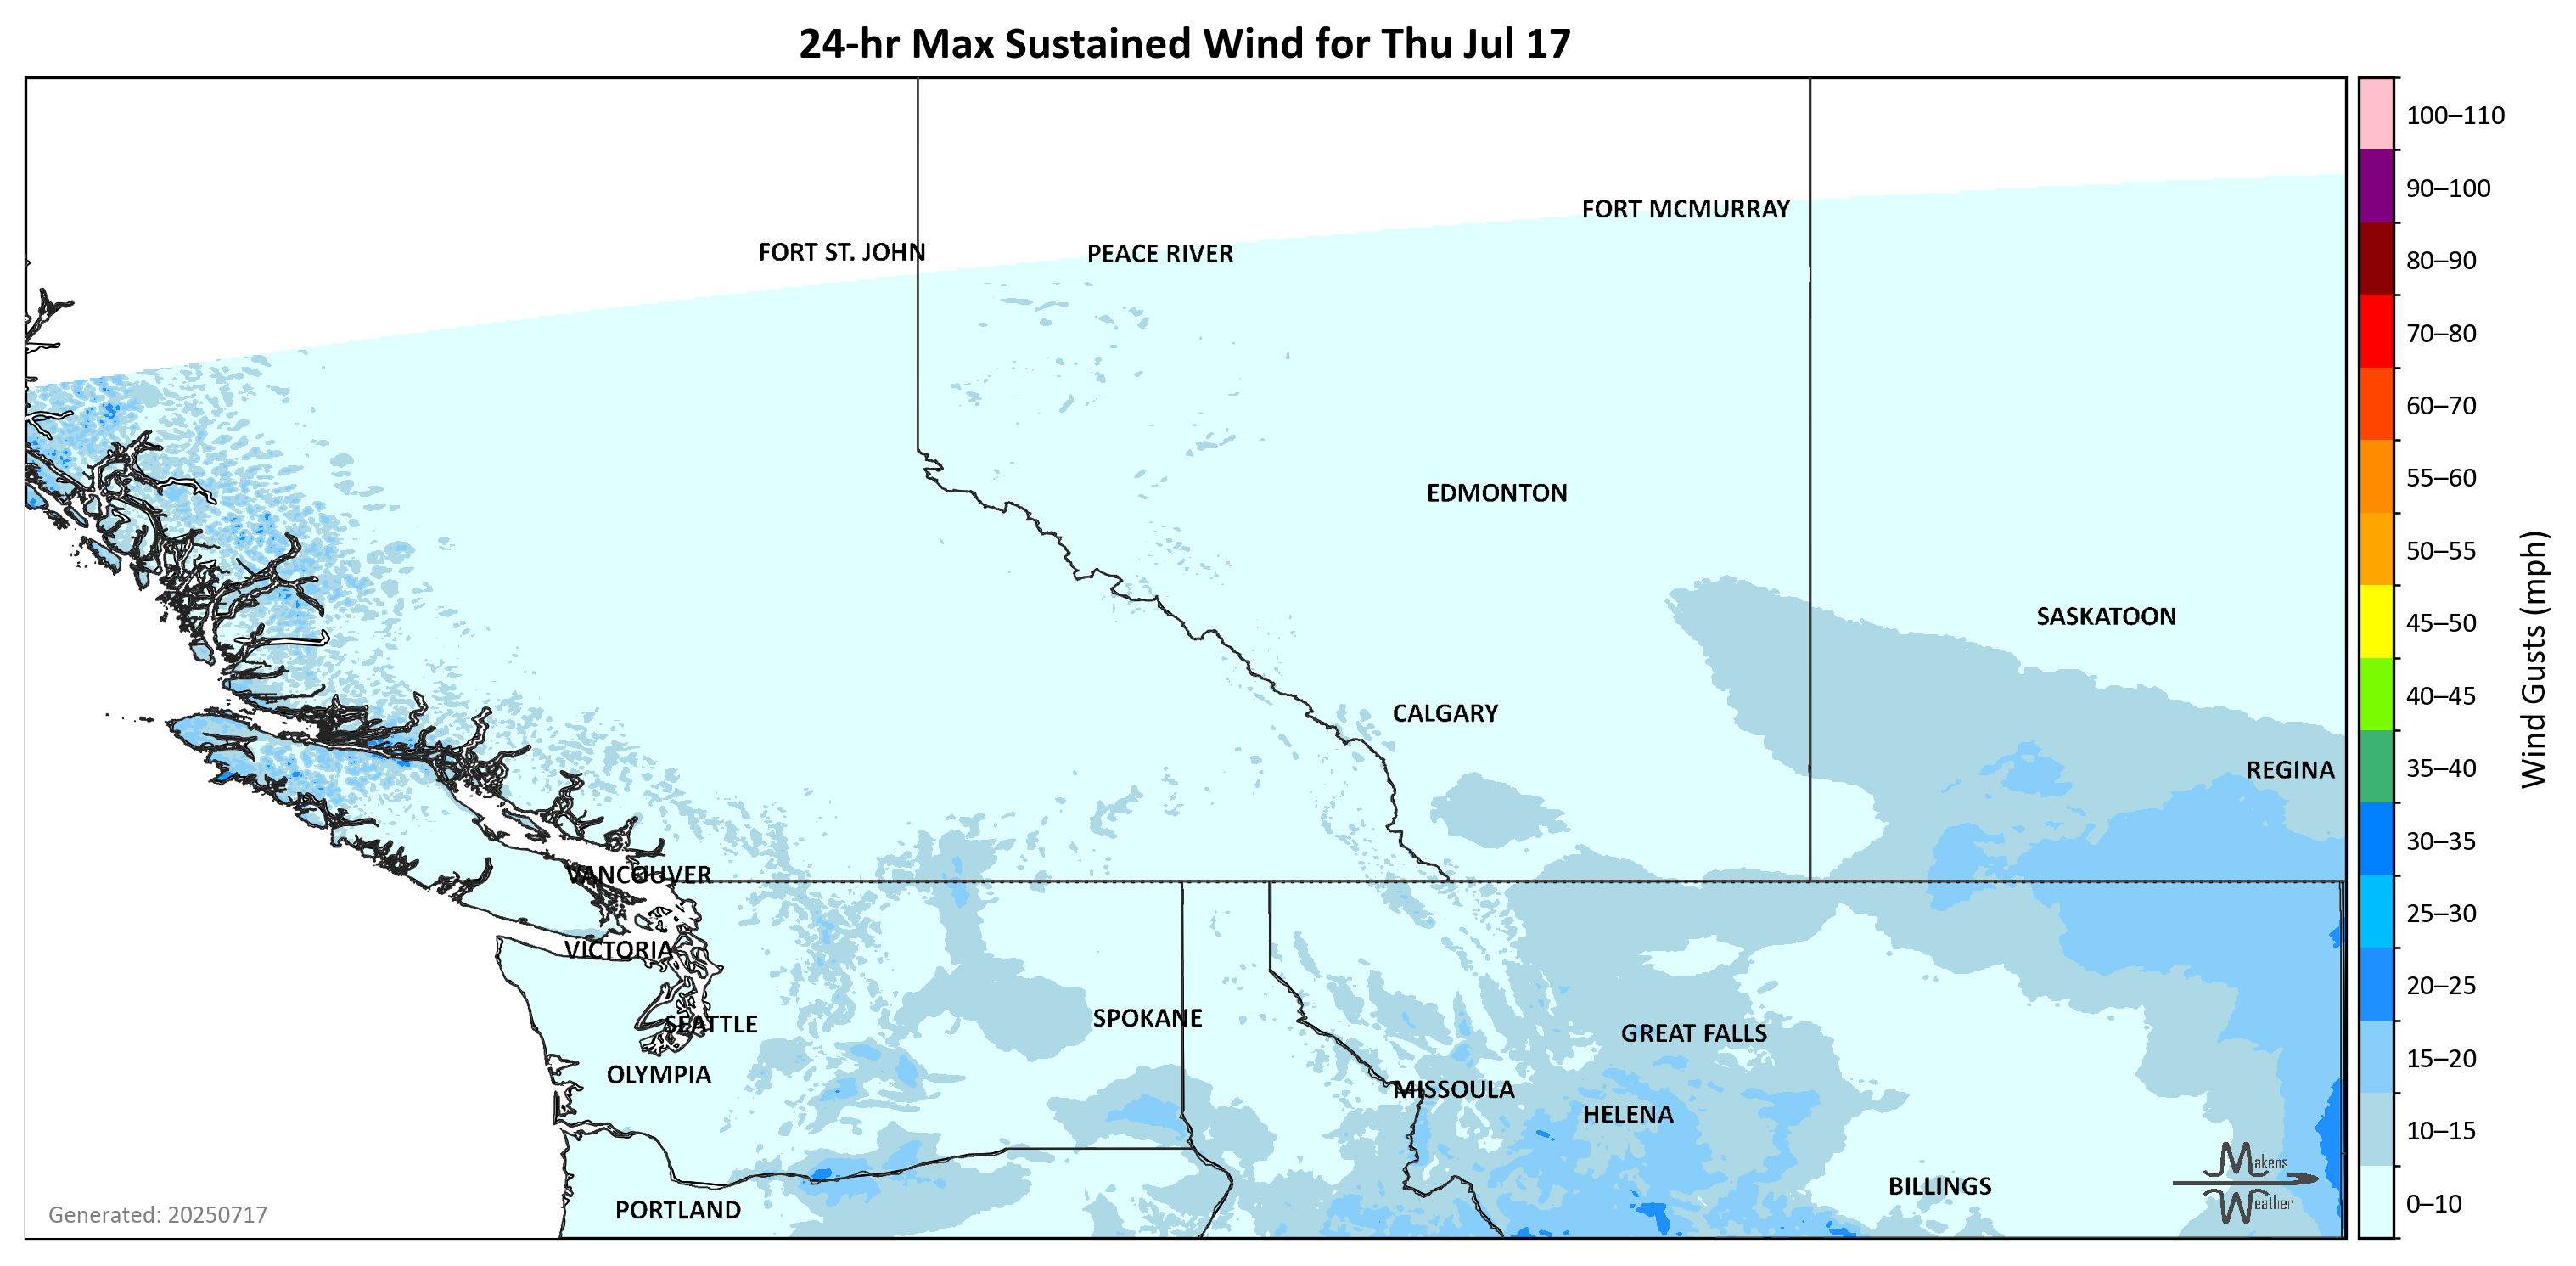 24-hr Max Sustained Wind for Thu Jul 17
100–110
90–100
80–90
70–80
60–70
55–60
50–55
45–50
40–45
35–40
30–35
25–30
20–25
15–20
10–15
0–10
Wind Gusts (mph)
FORT MCMURRAY
FORT ST. JOHN
PEACE RIVER
EDMONTON
SASKATOON
CALGARY
REGINA
VANCOUVER
VICTORIA
SEATTLE
SPOKANE
GREAT FALLS
OLYMPIA
MISSOULA
HELENA
BILLINGS
PORTLAND
Makens
Weather
Generated: 20250717